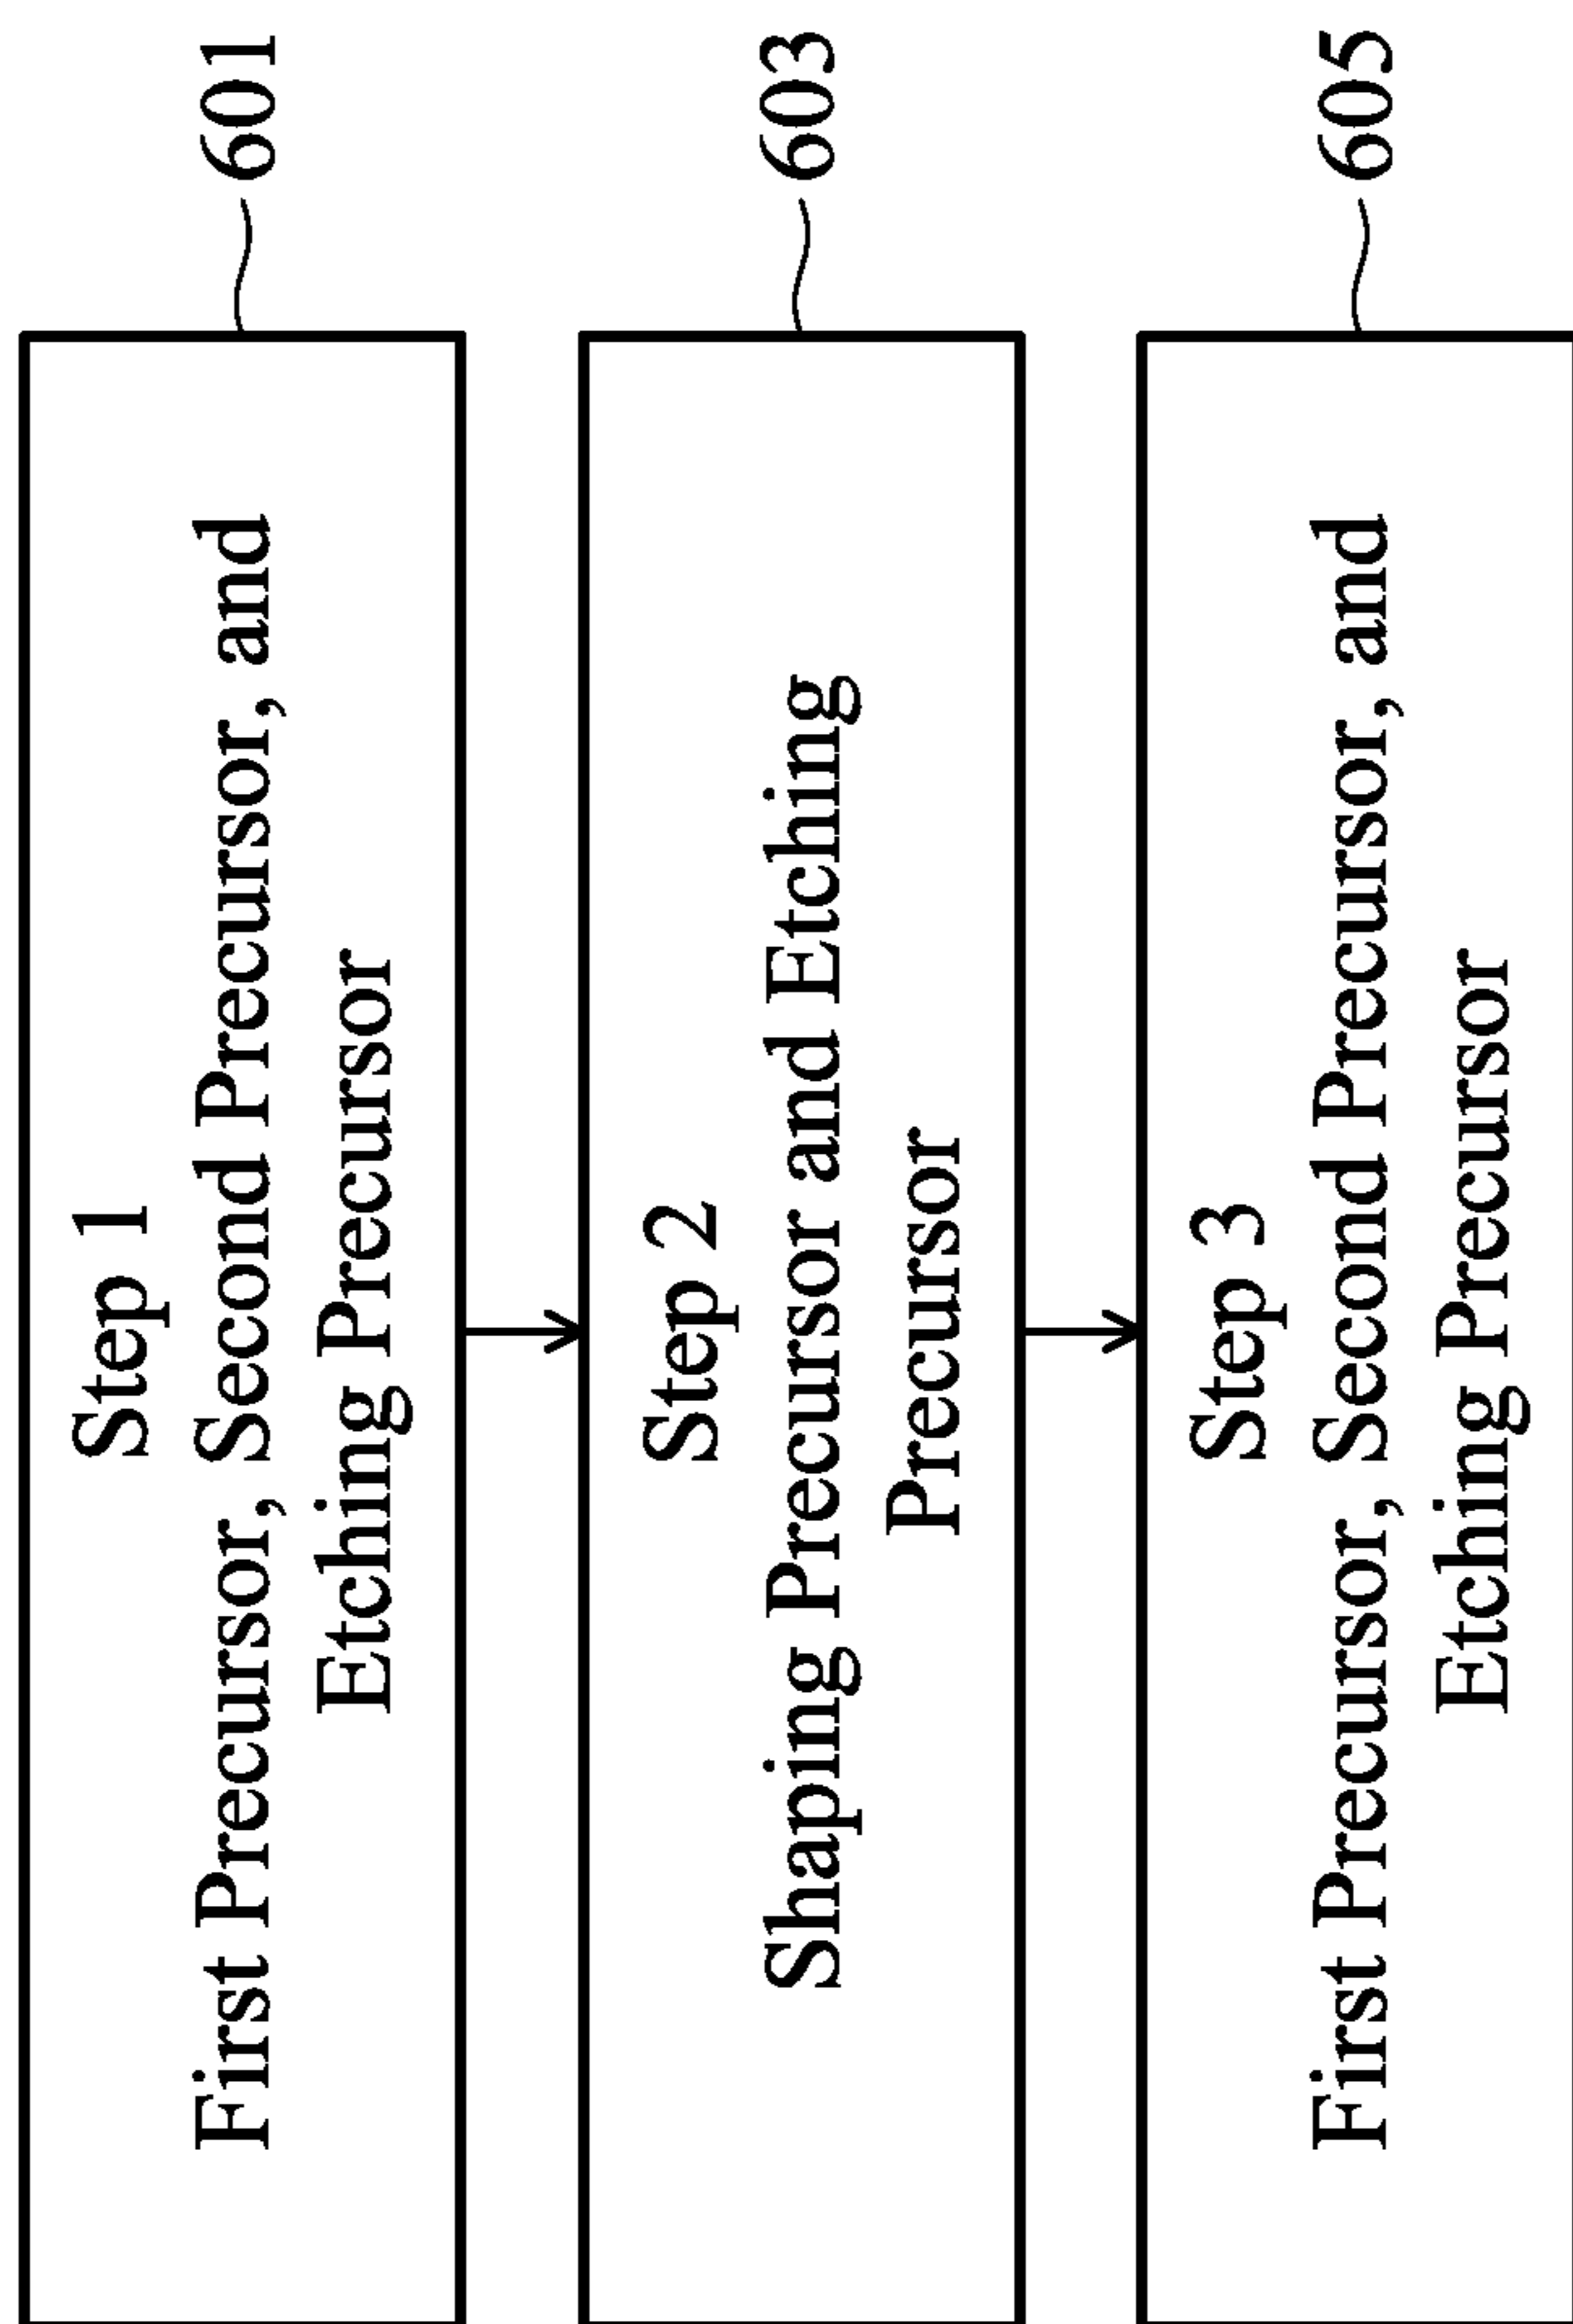 Step 1
First Precursor, Second Precursor, and
Etching Precursor
601
Step 2
Shaping Precursor and Etching
Precursor
603
Step 3
First Precursor, Second Precursor, and
Etching Precursor
605